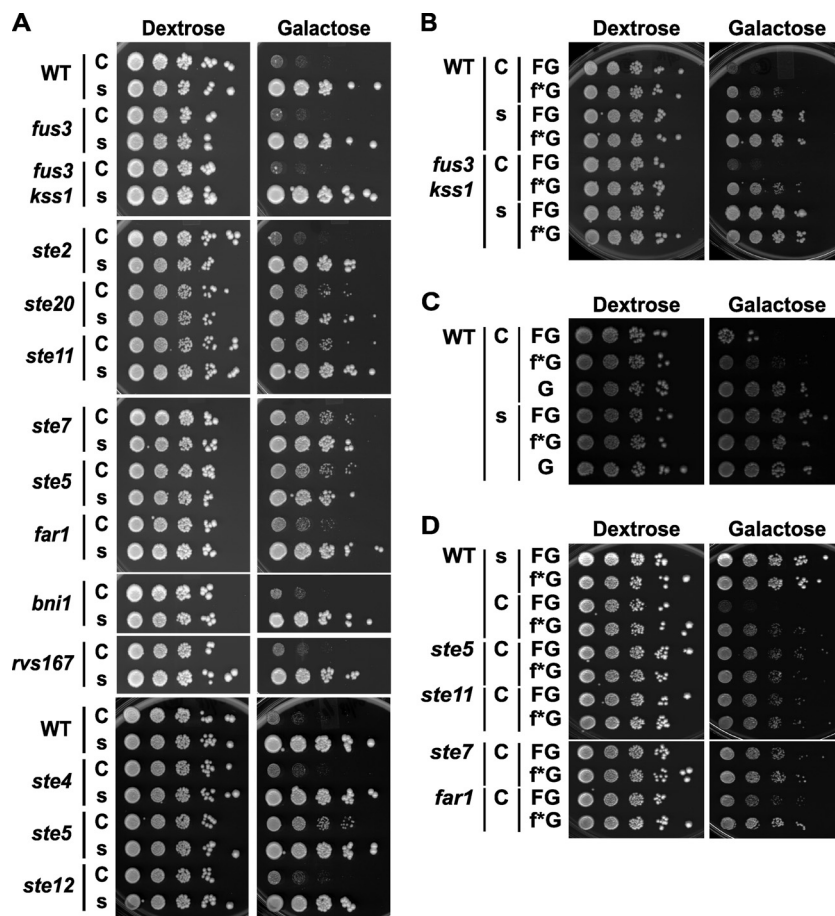 A
Dextrose Galactose
WT C
s
fus3 C
s
fus3 C
kss1 s
ste2 C
s
ste20 C
s
ste11 C
s
ste7 C
s
ste5 C
s
far1 C
s
bni1 C
s
rvs167 C
s
WT C
s
ste4 C
s
ste5 C
s
ste12 C
s
B
Dextrose Galactose
WT C FG
f*G
s FG
f*G
fus3 C FG
kss1 f*G
s FG
f*G
C
Dextrose Galactose
WT C FG
f*G
G
s FG
f*G
G
D
Dextrose Galactose
WT s FG
f*G
C FG
f*G
ste5 C FG
f*G
ste11 C FG
f*G
ste7 C FG
f*G
far1 C FG
f*G